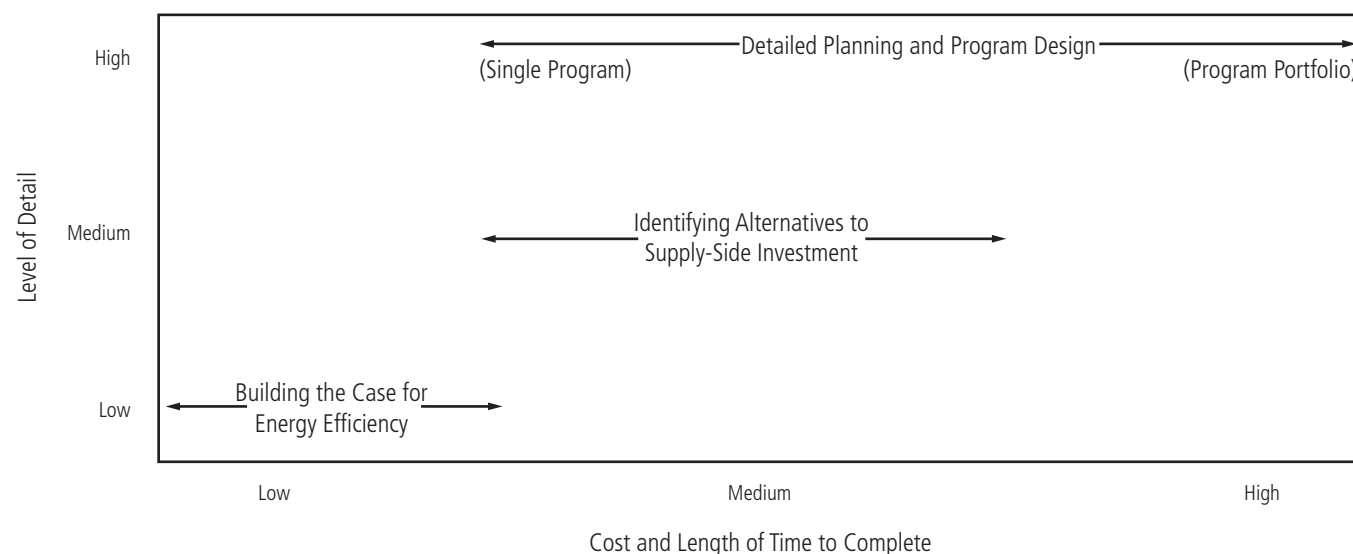 High
Detailed Planning and Program Design
(Single Program)
(Program Portfolio)
Level of Detail
Medium
Identifying Alternatives to
Supply-Side Investment
Low
Building the Case for
Energy Efficiency
Low
Medium
High
Cost and Length of Time to Complete